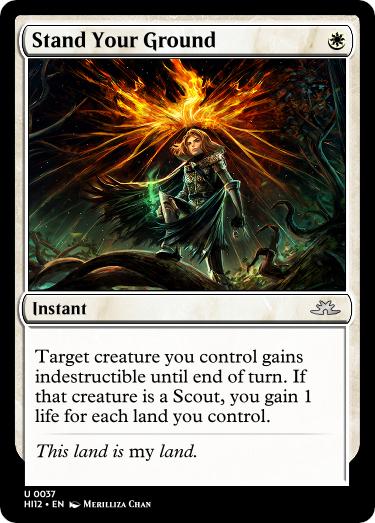 Stand Your Ground
Instant
Target creature you control gains
indestructible until end of turn. If
that creature is a Scout, you gain 1
life for each land you control.
This land is my land.
U 0037
HI12 • EN Merilliza Chan